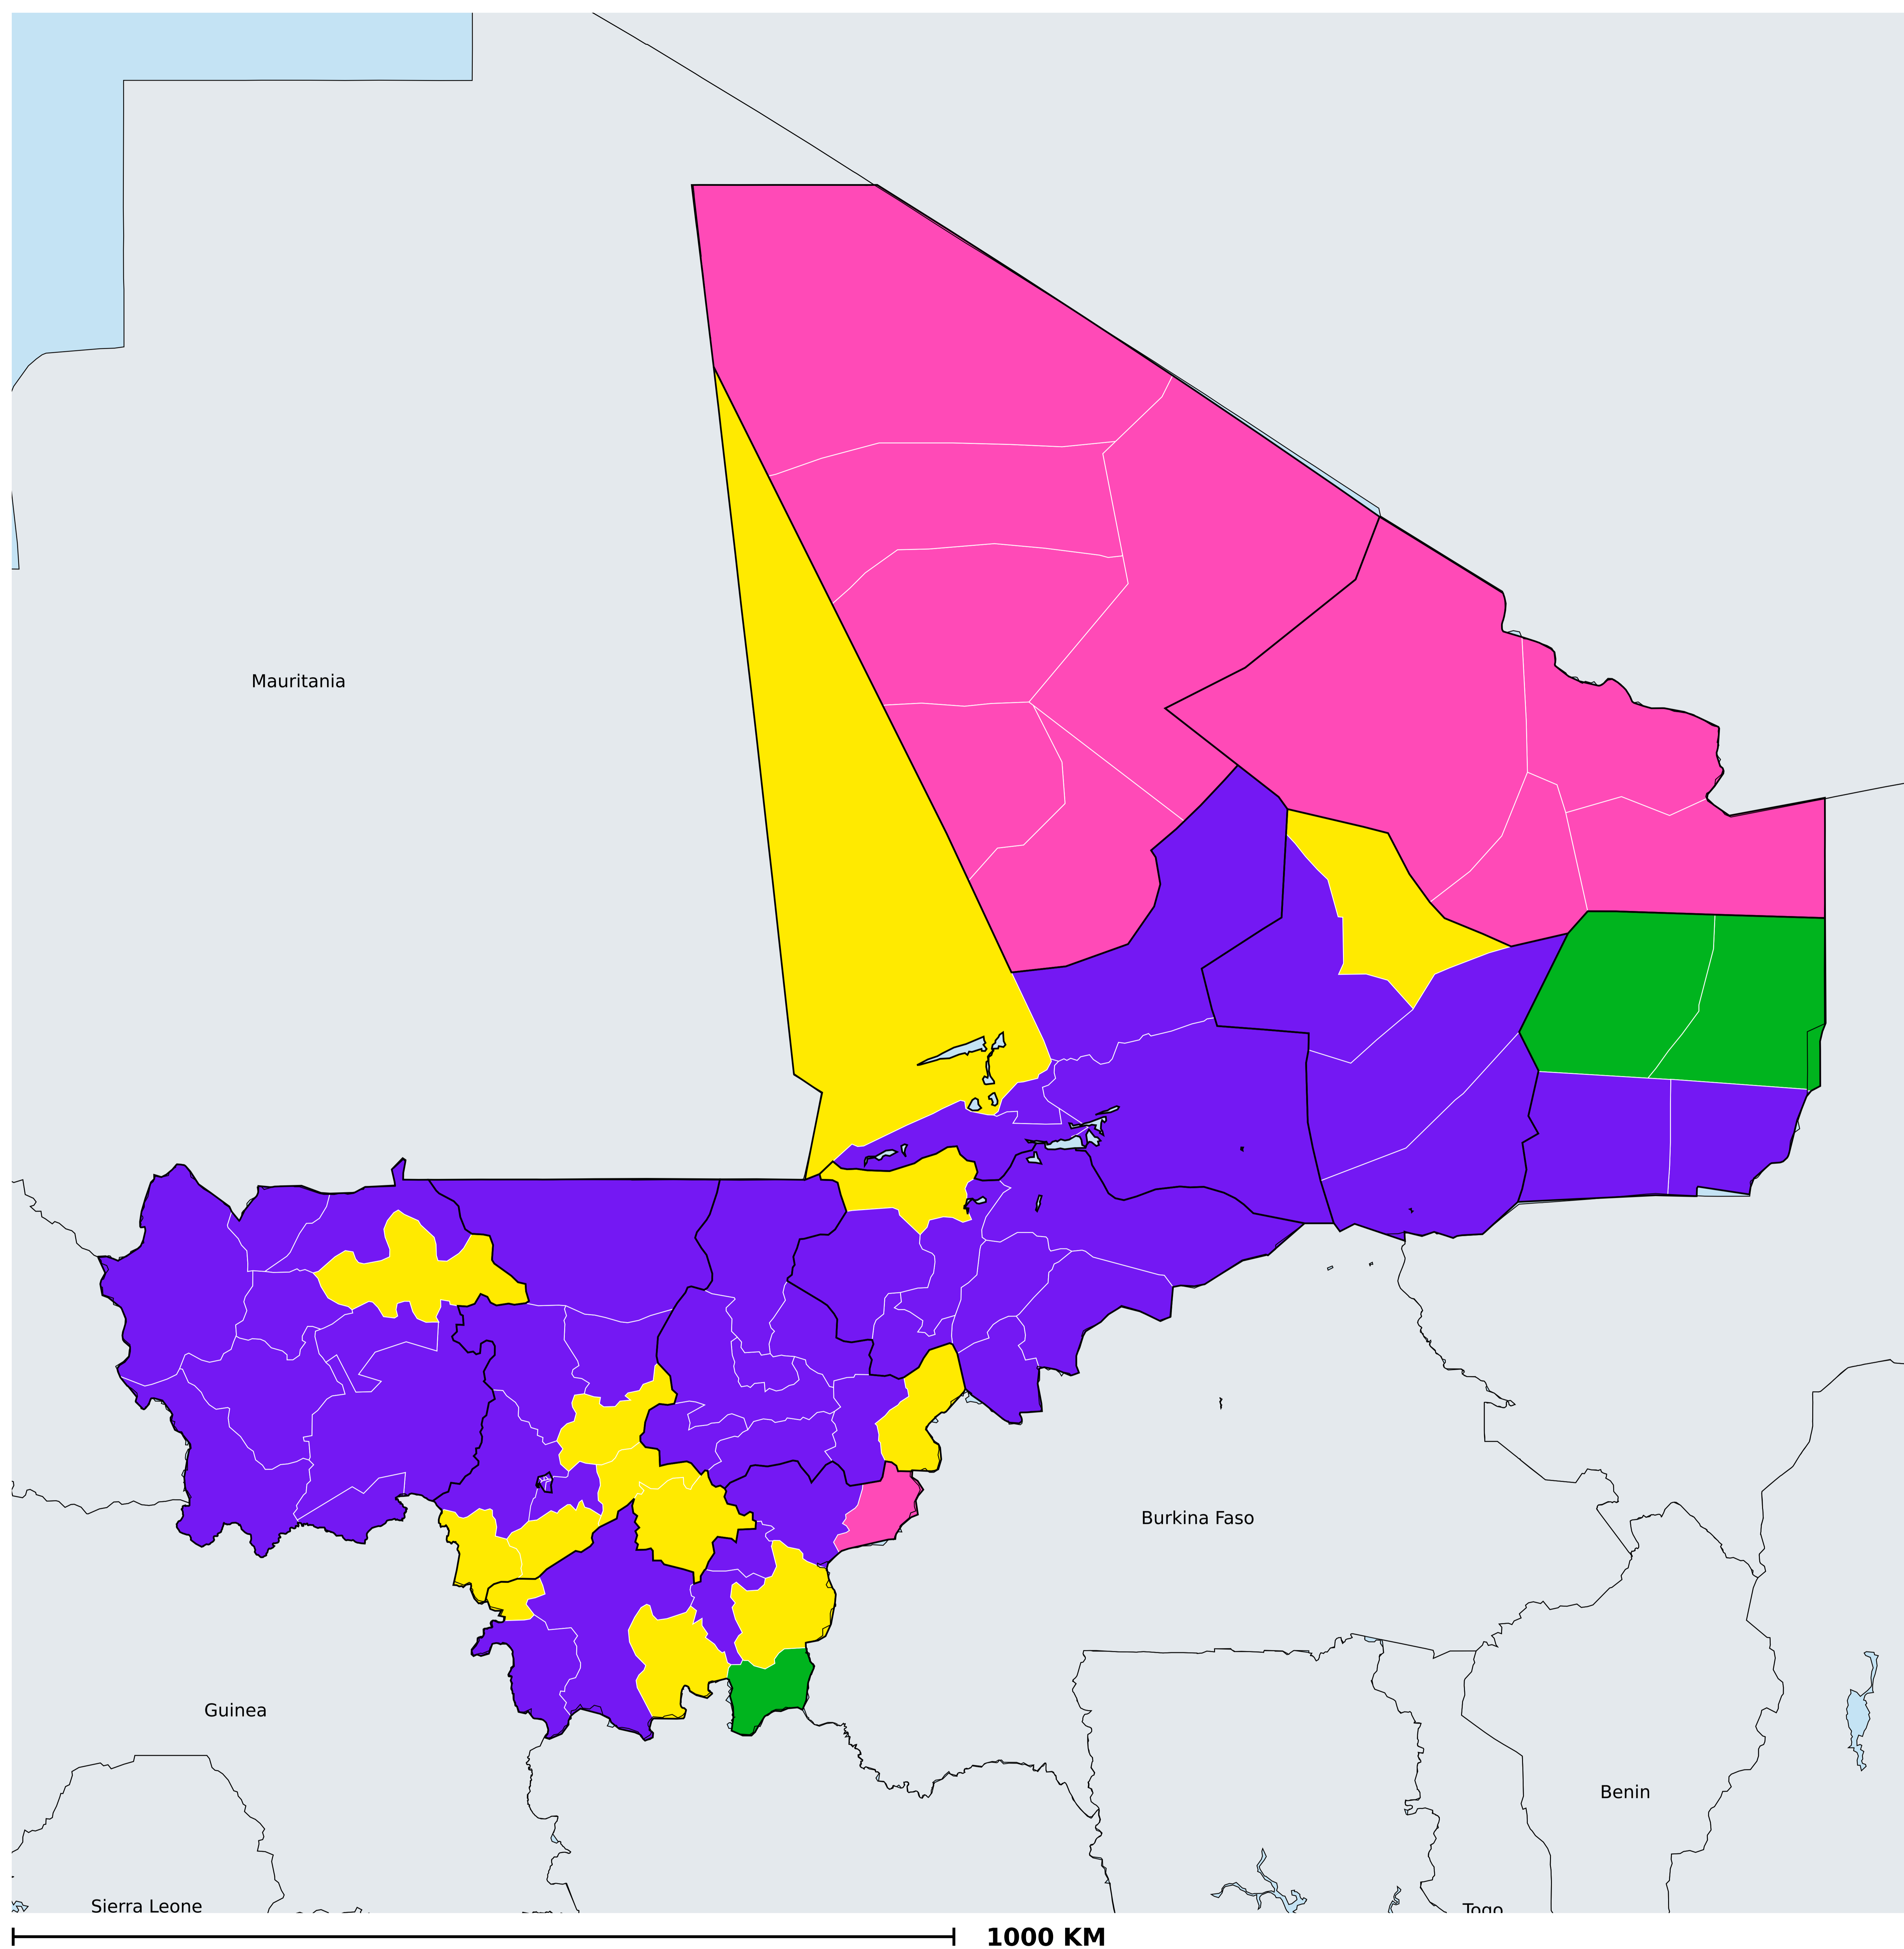 Mauritania
Burkina Faso
Guinea
Benin
Sierra Leone
Togo
1000 KM